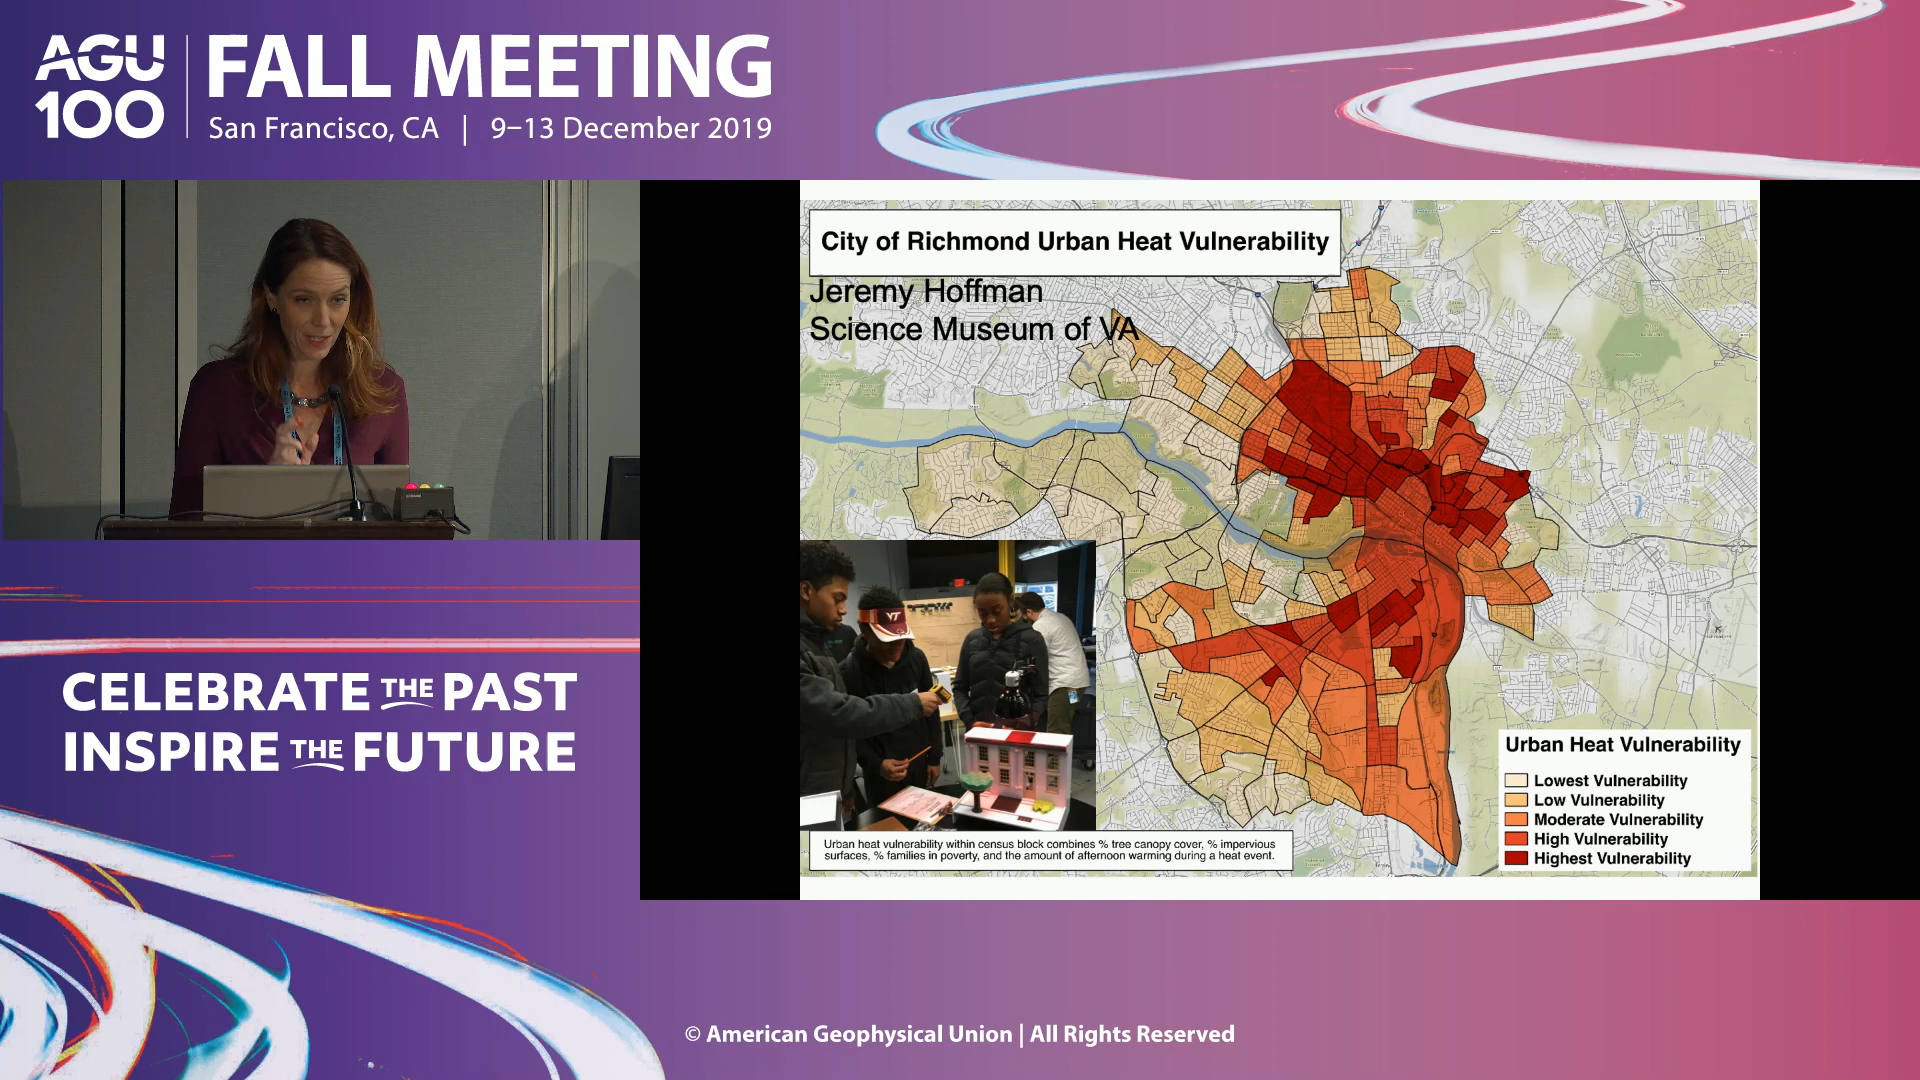 AGU
100
FALL MEETING
San Francisco, CA | 9–13 December 2019
City of Richmond Urban Heat Vulnerability
Jeremy Hoffman
Science Museum of VA
VT
Urban Heat Vulnerability
Lowest Vulnerability
Low Vulnerability
Moderate Vulnerability
High Vulnerability
Highest Vulnerability
Urban heat vulnerability within census block combines % tree canopy cover, % impervious
surfaces, % families in poverty, and the amount of afternoon warming during a heat event.
CELEBRATE THE PAST
INSPIRE THE FUTURE
© American Geophysical Union | All Rights Reserved